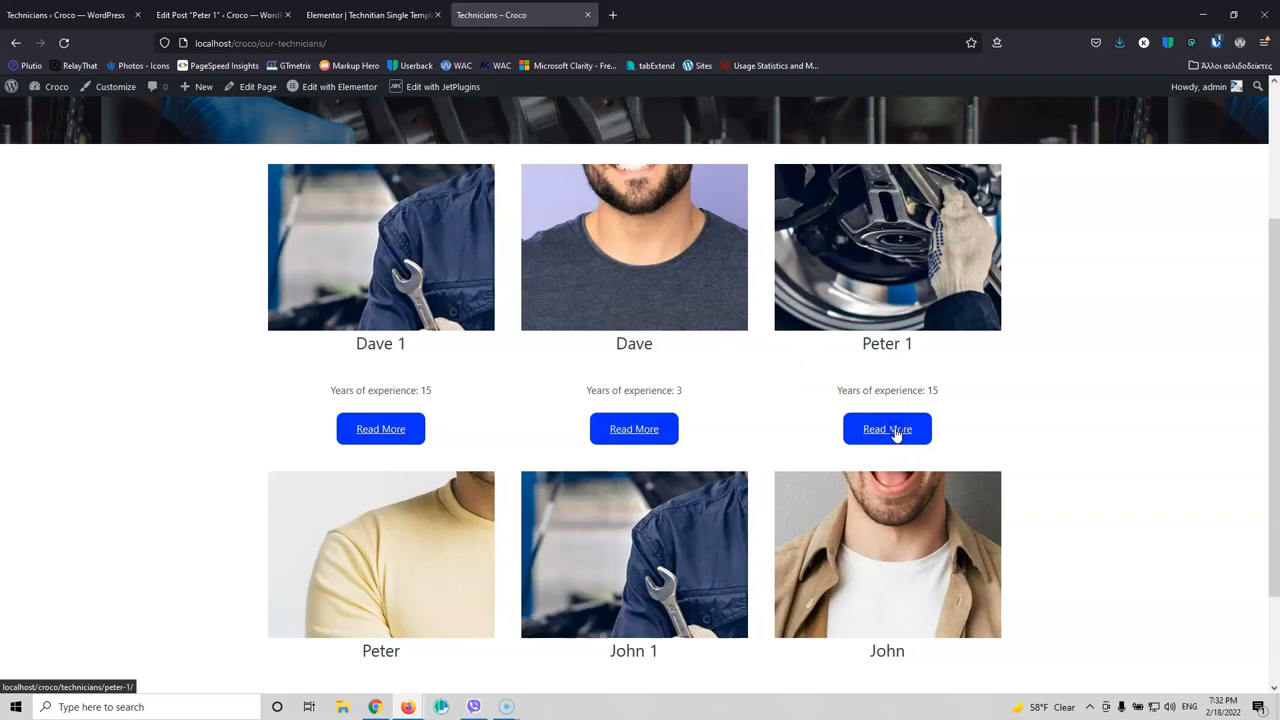 Technicians ‹ Croco — WordPress
Edit Post "Peter 1" ‹ Croco — Word
Elementor | Technitian Single Templ
Technicians – Croco
localhost/croco/our-technicians/
Plutio
RelayThat
Photos - Icons
PageSpeed Insights
GTmetrix
Markup Hero
Userback
WAC
WAC
Microsoft Clarity - Fre...
tabExtend
Sites
Usage Statistics and M...
Άλλοι σελιδοδείκτες
Croco
Customize
0
New
Edit Page
Edit with Elementor
JET
Edit with JetPlugins
Howdy, admin
Dave 1
Dave
Peter 1
Years of experience: 15
Years of experience: 3
Years of experience: 15
Read More
Read More
Read More
Peter
John 1
John
localhost/croco/technicians/peter-1/
Type here to search
58°F Clear
ENG
7:32 PM
2/18/2022